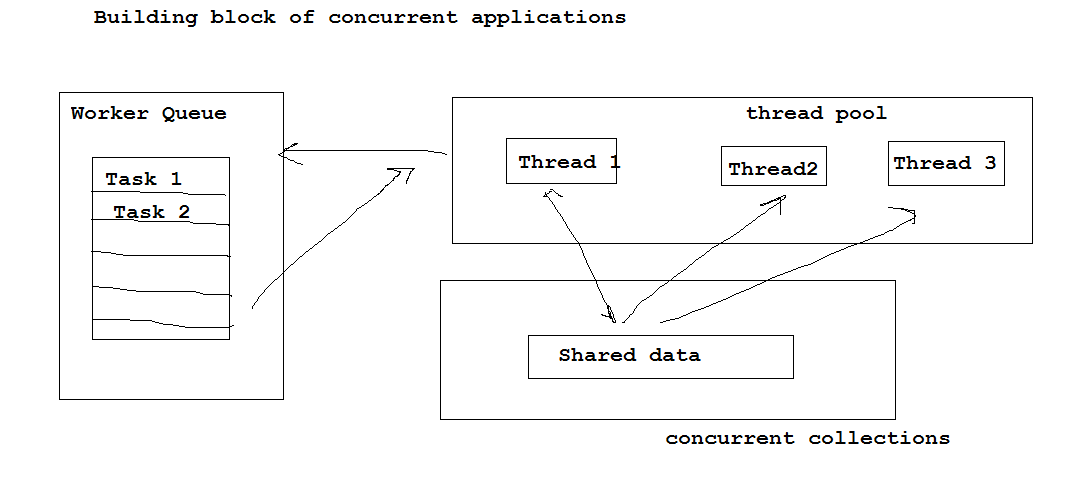 Building block of concurrent applications
Worker Queue
Task 1
Task 2
thread pool
Thread 1
Thread2
Thread 3
Shared data
concurrent collections